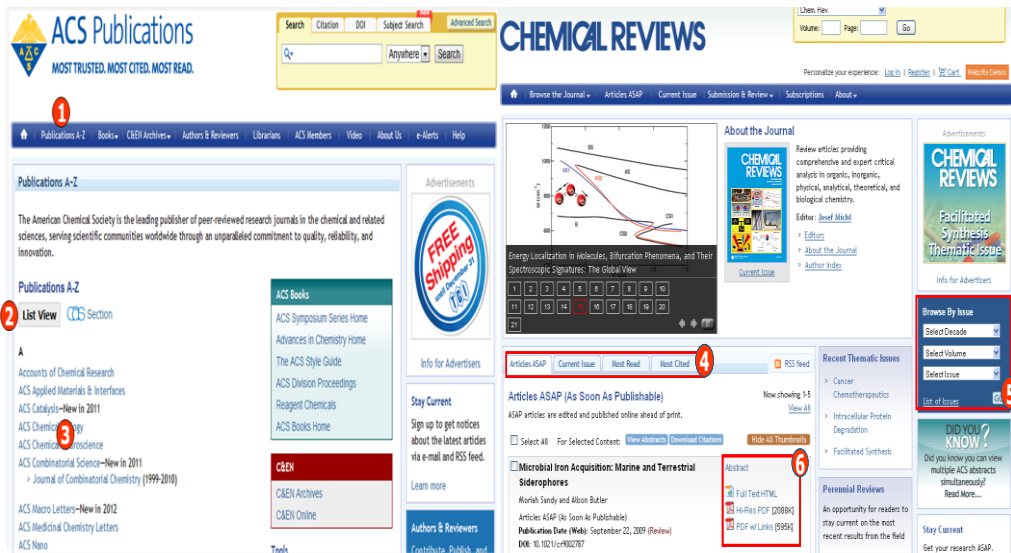 ACS Publications
MOST TRUSTED. MOST CITED. MOST READ.
Search Citation DOI Subject Search Advanced Search
Anywhere Search
1
Publications A-Z Books C&EN Archives Authors & Reviewers Librarians ACS Members Video About Us e-Alerts Help
Publications A-Z
The American Chemical Society is the leading publisher of peer-reviewed research journals in the chemical and related
sciences, serving scientific communities worldwide through an unparalleled commitment to quality, reliability, and
innovation.
Publications A-Z
2
List View Section
A
Accounts of Chemical Research
ACS Applied Materials & Interfaces
ACS Catalysis—New in 2011
ACS Chemical
3
ACS Chemical
ACS Combinatorial Science—New in 2011
Journal of Combinatorial Chemistry (1999-2010)
ACS Macro Letters—New in 2012
ACS Medicinal Chemistry Letters
ACS Nano
ACS Books
ACS Symposium Series Home
Advances in Chemistry Home
The ACS Style Guide
ACS Division Proceedings
Reagent Chemicals
ACS Books Home
C&EN
C&EN Archives
C&EN Online
Tools
Advertisements
FREE
Shipping
until December 31
TCI
Info for Advertisers
Stay Current
Sign up to get notices
about the latest articles
via e-mail and RSS feed.
Learn more
Authors & Reviewers
Contribute, Publish, and
CHEMICAL REVIEWS
Chem. Rev.
Volume: Page: Go
Personalize your experience: Log In | Register | Cart Website Demos
Browse the Journal Articles ASAP Current Issue Submission & Review Subscriptions About
Energy Localization in Molecules, Bifurcation Phenomena, and Their
Spectroscopic Signatures: The Global View
1 2 3 4 5 6 7 8 9 10
11 12 13 14 15 16 17 18 19 20
21
About the Journal
CHEMICAL
REVIEWS
Current Issue
Review articles providing
comprehensive and expert critical
analysis in organic, inorganic,
physical, analytical, theoretical, and
biological chemistry.
Editor: Josef Michl
Editors
About the Journal
Author Index
Advertisements
CHEMICAL
REVIEWS
Facilitated
Synthesis
Thematic Issue
Info for Advertisers
Browse By Issue
Select Decade
Select Volume
Select Issue
List of Issues
5
Articles ASAP Current Issue Most Read Most Cited 4 RSS feed
Articles ASAP (As Soon As Publishable)
Now showing 1-5
View All
ASAP articles are edited and published online ahead of print.
Select All For Selected Content: View Abstracts Download Citations Hide All Thumbnails
Microbial Iron Acquisition: Marine and Terrestrial
Siderophores
Moriah Sandy and Alison Butler
Articles ASAP (As Soon As Publishable)
Publication Date (Web): September 22, 2009 (Review)
DOI: 10.1021/cr9002787
6
Abstract
Full Text HTML
Hi-Res PDF [2088K]
PDF w/ Links [595K]
Recent Thematic Issues
Cancer
Chemotherapeutics
Intracellular Protein
Degradation
Facilitated Synthesis
Perennial Reviews
An opportunity for readers to
stay current on the most
recent results from the field
DID YOU
KNOW?
Did you know you can view
multiple ACS abstracts
simultaneously?
Read More....
Stay Current
Get your research ASAP.